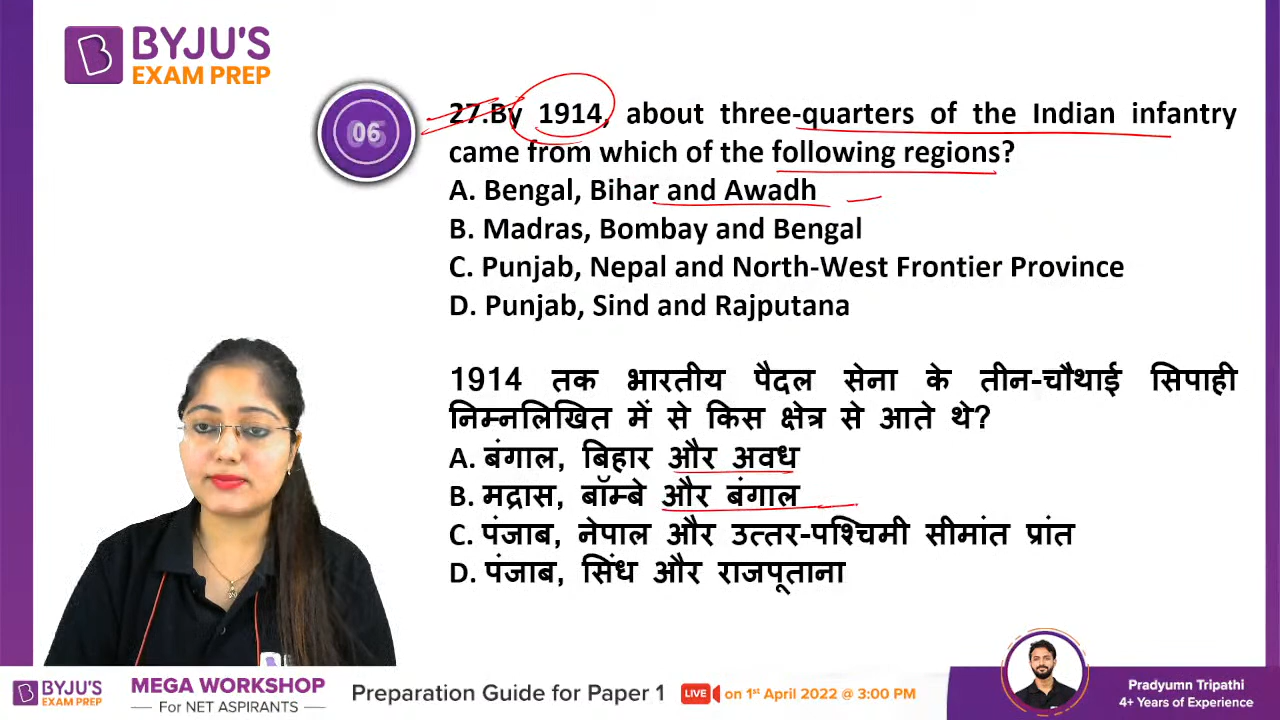 BYJU'S
EXAM PREP
06
27.By 1914, about three-quarters of the Indian infantry
came from which of the following regions?
A. Bengal, Bihar and Awadh
B. Madras, Bombay and Bengal
C. Punjab, Nepal and North-West Frontier Province
D. Punjab, Sind and Rajputana
1914 तक भारतीय पैदल सेना के तीन-चौथाई सिपाही
निम्नलिखित में से किस क्षेत्र से आते थे?
A. बंगाल, बिहार और अवध
B. मद्रास, बॉम्बे और बंगाल
C. पंजाब, नेपाल और उत्तर-पश्चिमी सीमांत प्रांत
D. पंजाब, सिंध और राजपूताना
BYJU'S
EXAM PREP
MEGA WORKSHOP
For NET ASPIRANTS
Preparation Guide for Paper 1
LIVE
on 1st April 2022 @ 3:00 PM
Pradyumn Tripathi
4+ Years of Experience